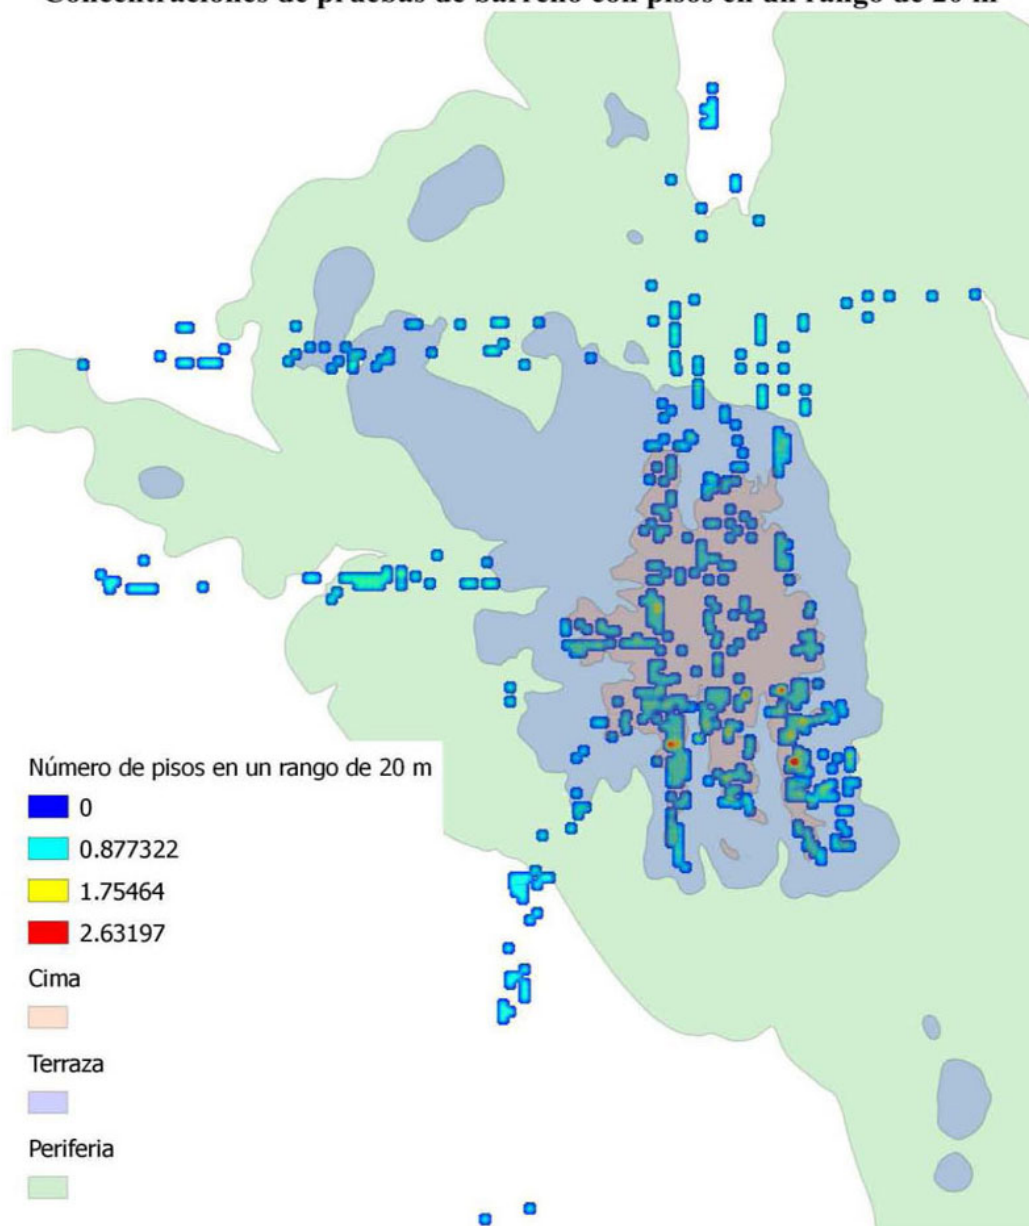 Concentraciones de pruebas de barreno con pisos en un rango de 20 m
Número de pisos en un rango de 20 m
0
0.877322
1.75464
2.63197
Cima
Terraza
Periferia